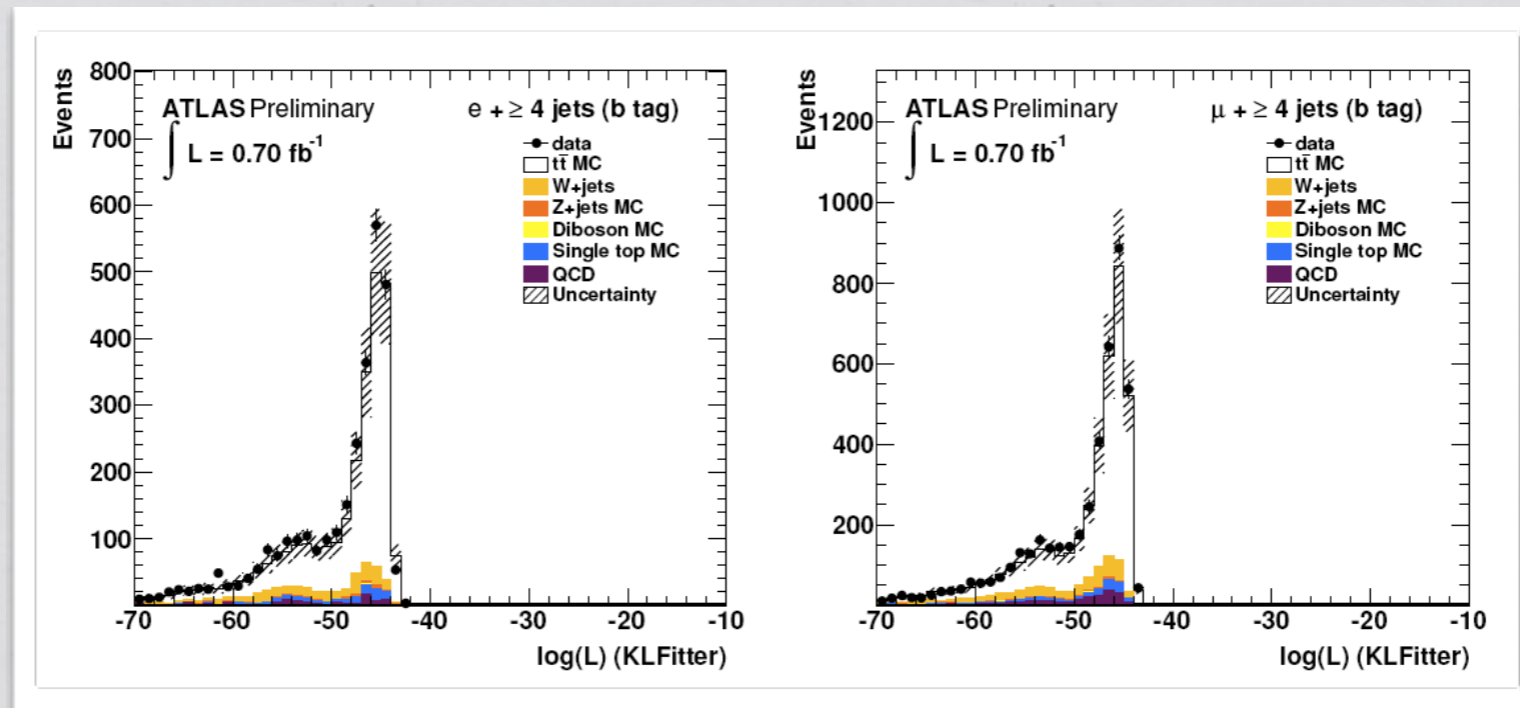 Events
800
700
600
500
400
300
200
100
ATLAS Preliminary
∫ L = 0.70 fb⁻¹
e + ≥ 4 jets (b tag)
data
tt̄ MC
W+jets
Z+jets MC
Diboson MC
Single top MC
QCD
Uncertainty
-70 -60 -50 -40 -30 -20 -10
log(L) (KLFitter)
Events
1200
1000
800
600
400
200
ATLAS Preliminary
∫ L = 0.70 fb⁻¹
μ + ≥ 4 jets (b tag)
data
tt̄ MC
W+jets
Z+jets MC
Diboson MC
Single top MC
QCD
Uncertainty
-70 -60 -50 -40 -30 -20 -10
log(L) (KLFitter)